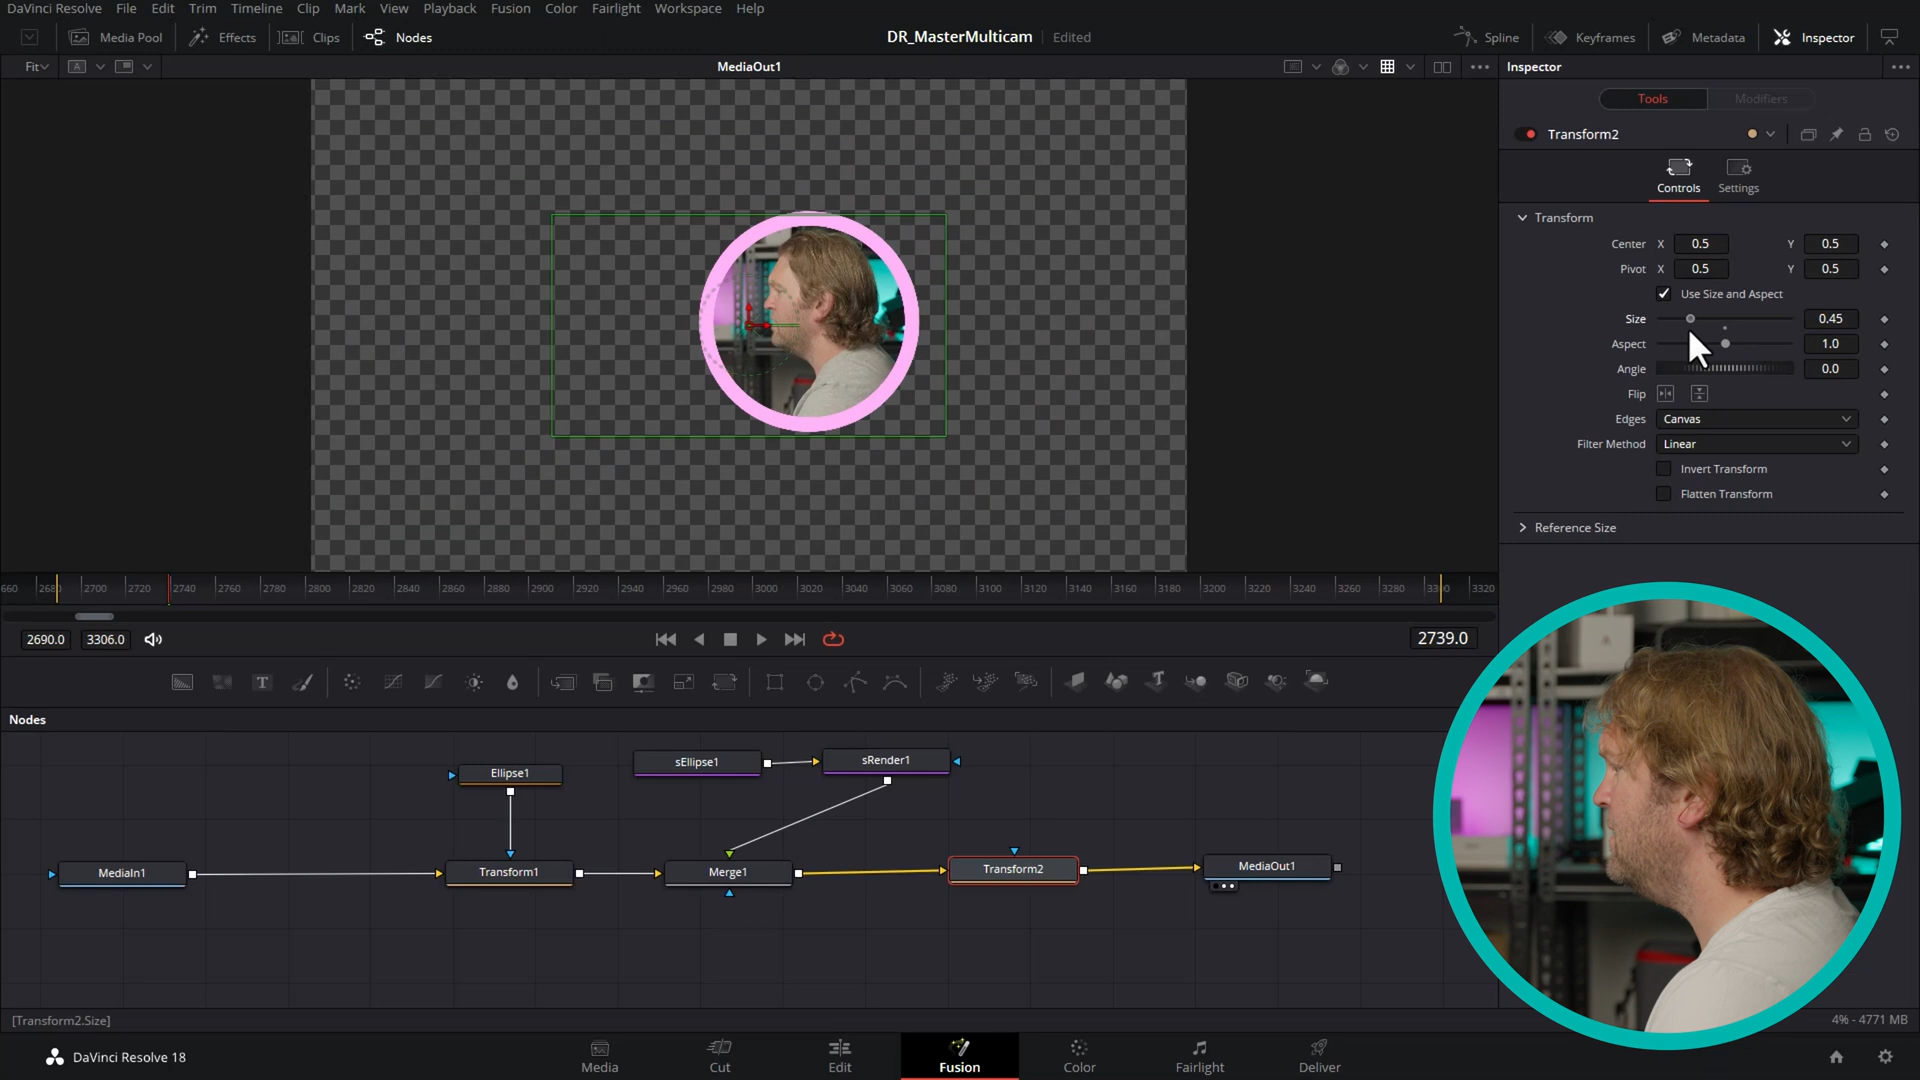 DaVinci Resolve File Edit Trim Timeline Clip Mark View Playback Fusion Color Fairlight Workspace Help
Media Pool Effects Clips Nodes DR_MasterMulticam Edited Spline Keyframes Metadata Inspector
Fit A MediaOut1 Inspector
Tools Modifiers
Transform2
Controls Settings
Transform
Center X 0.5 Y 0.5
Pivot X 0.5 Y 0.5
Use Size and Aspect
Size 0.45
Aspect 1.0
Angle 0.0
Flip
Edges Canvas
Filter Method Linear
Invert Transform
Flatten Transform
Reference Size
660 2680 2700 2720 2740 2760 2780 2800 2820 2840 2860 2880 2900 2920 2940 2960 2980 3000 3020 3040 3060 3080 3100 3120 3140 3160 3180 3200 3220 3240 3260 3280 3300 3320
2690.0 3306.0 2739.0
T T
Nodes
sEllipse1 sRender1
Ellipse1
MediaIn1 Transform1 Merge1 Transform2 MediaOut1
[Transform2.Size] 4% - 4771 MB
DaVinci Resolve 18 Media Cut Edit Fusion Color Fairlight Deliver